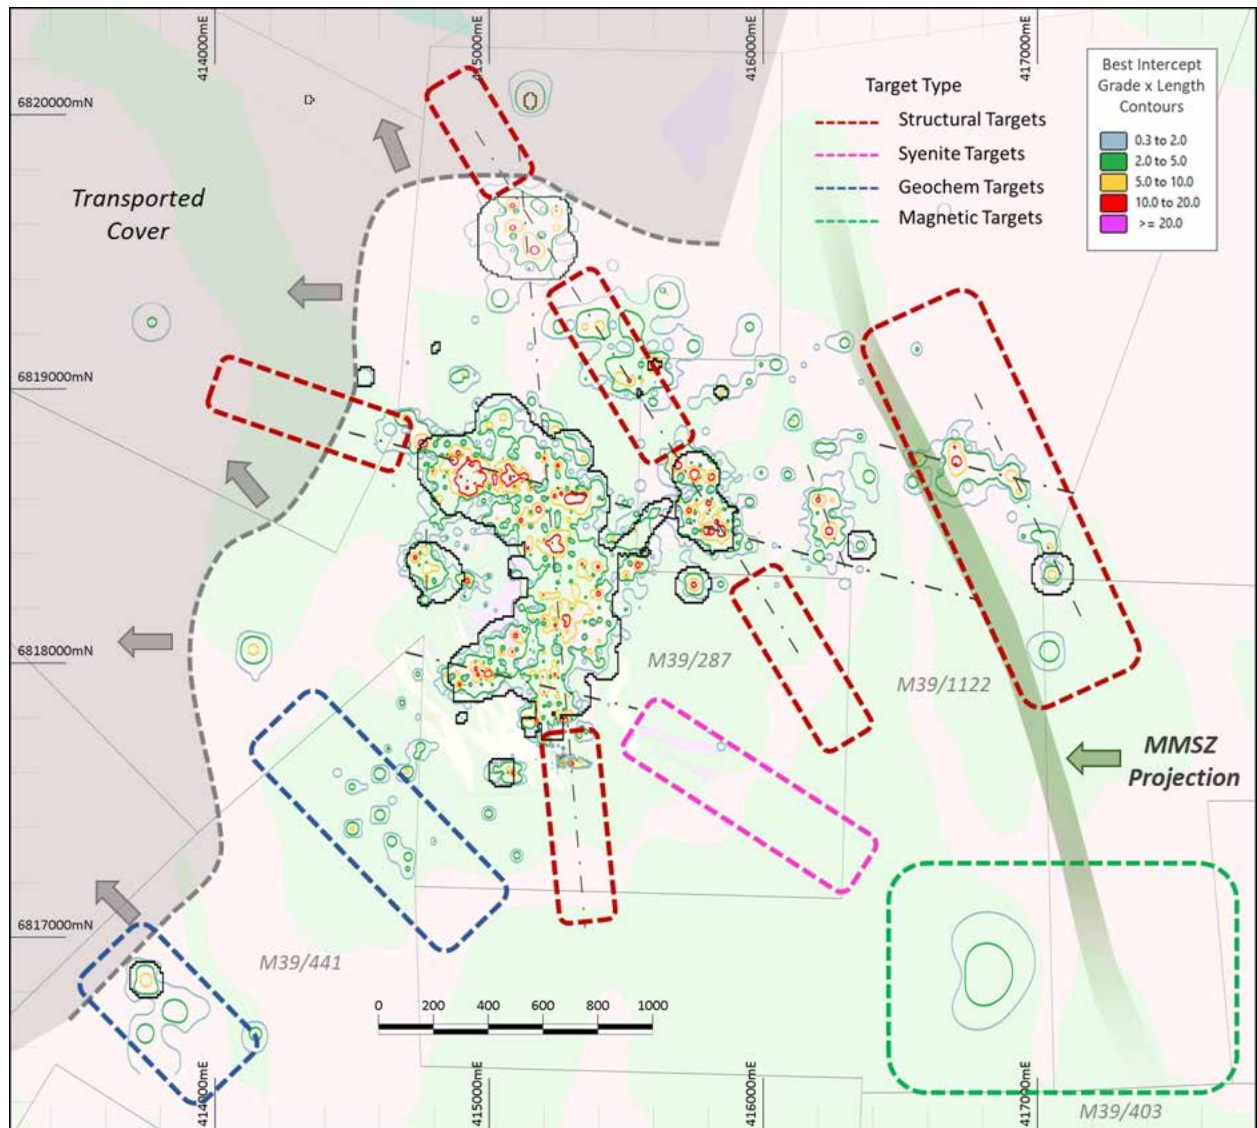 414000mE
415000mE
416000mE
417000mE
Best Intercept
Grade x Length
Contours
0.3 to 2.0
2.0 to 5.0
5.0 to 10.0
10.0 to 20.0
>= 20.0
Target Type
Structural Targets
Syenite Targets
Geochem Targets
Magnetic Targets
6820000mN
Transported
Cover
6819000mN
6818000mN
M39/287
M39/1122
MMSZ
Projection
6817000mN
M39/441
0 200 400 600 800 1000
414000mE
415000mE
416000mE
417000mE
M39/403